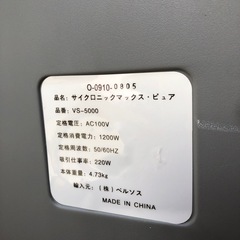 O-0910-0805
品名：サイクロニックマックス・ピュア
品番：VS-5000
定格電圧：AC100V
定格消費電力：1200W
定格周波数：50/60HZ
吸引仕事率：220W
本体重量：4.73kg
輸入元：（株）ベルソス
MADE IN CHINA